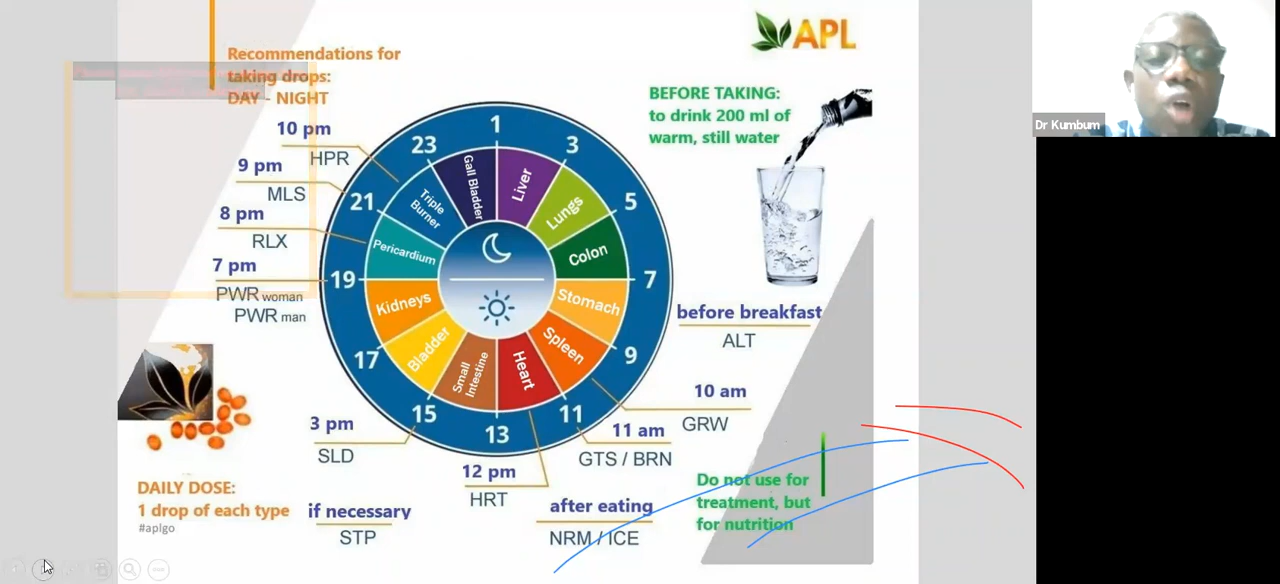 Recommendations for
taking drops:
DAY - NIGHT
APL
BEFORE TAKING:
to drink 200 ml of
warm, still water
Dr Kumbum
10 pm
HPR
9 pm
MLS
8 pm
RLX
7 pm
PWR woman
PWR man
1
3
5
7
9
11
13
15
17
19
21
23
Liver
Lungs
Colon
Stomach
Spleen
Heart
Small
Intestine
Bladder
Kidneys
Pericardium
Triple
Burner
Gall Bladder
before breakfast
ALT
10 am
GRW
11 am
GTS / BRN
12 pm
HRT
3 pm
SLD
after eating
NRM / ICE
if necessary
STP
DAILY DOSE:
1 drop of each type
#aplgo
Do not use for
treatment, but
for nutrition